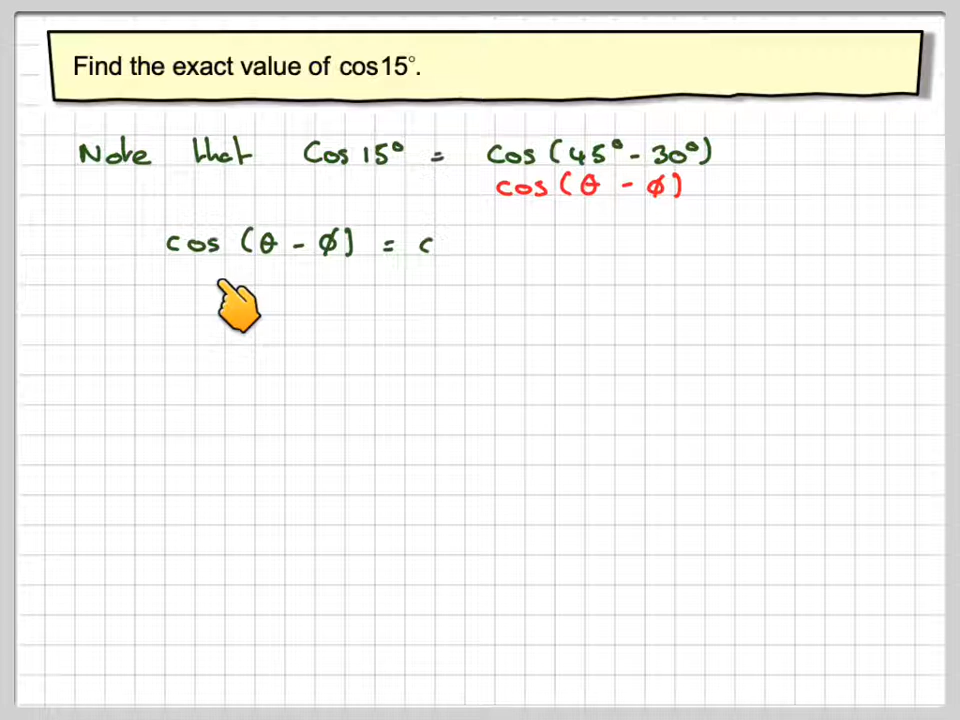 Find the exact value of cos15°.
Note that Cos 15° = cos (45° - 30°)
cos (θ - ϕ)
cos (θ - ϕ) = c